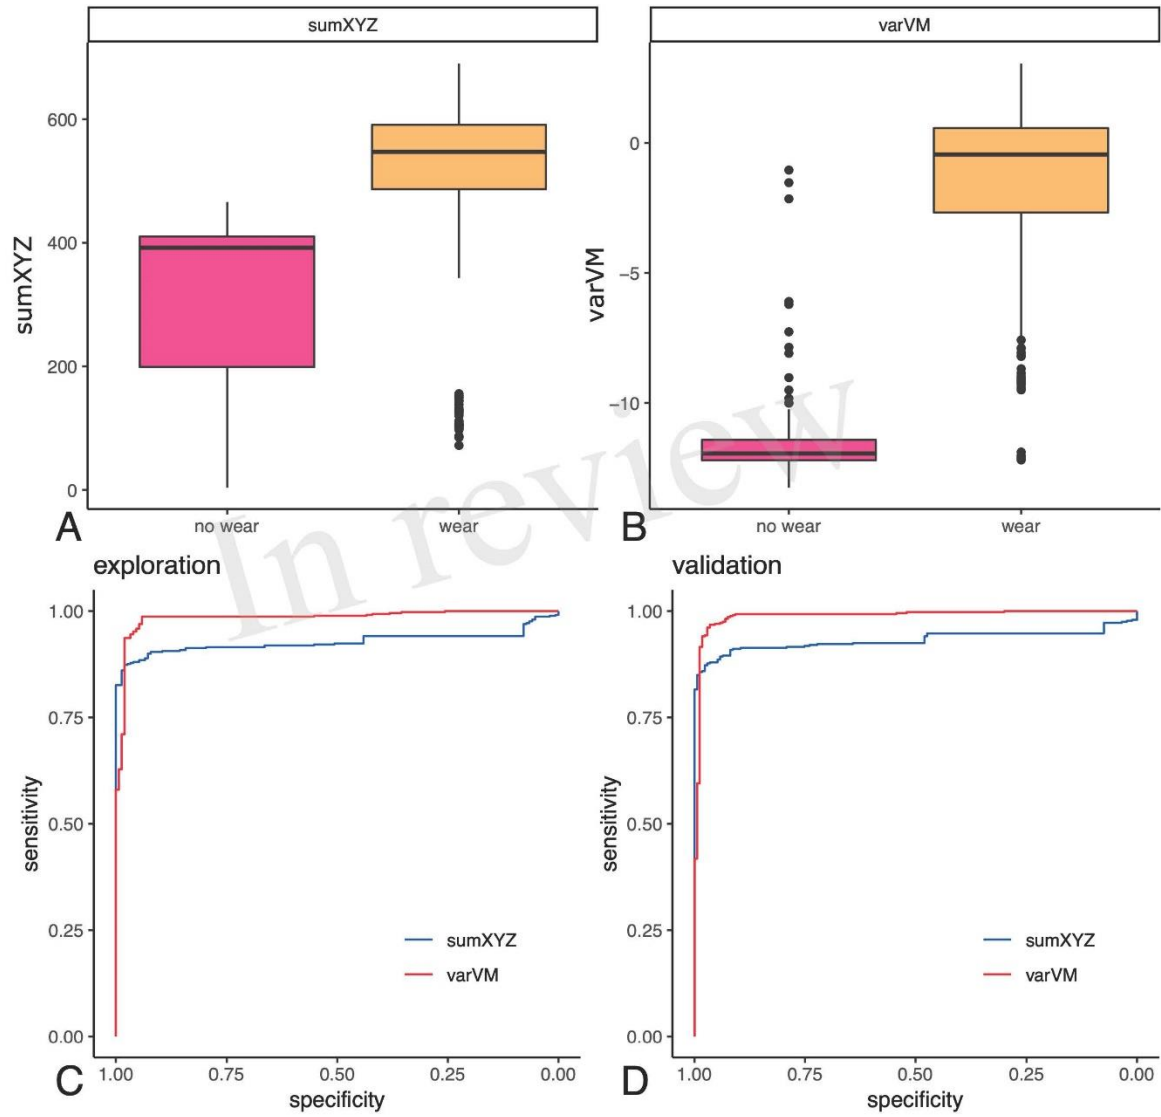 sumXYZ
varVM
sumXYZ
600
400
200
0
no wear
wear
A
varVM
0
−5
−10
no wear
wear
B
In review
exploration
sensitivity
1.00
0.75
0.50
0.25
0.00
sumXYZ
varVM
1.00
0.75
0.50
0.25
0.00
specificity
C
validation
sensitivity
1.00
0.75
0.50
0.25
0.00
sumXYZ
varVM
1.00
0.75
0.50
0.25
0.00
specificity
D